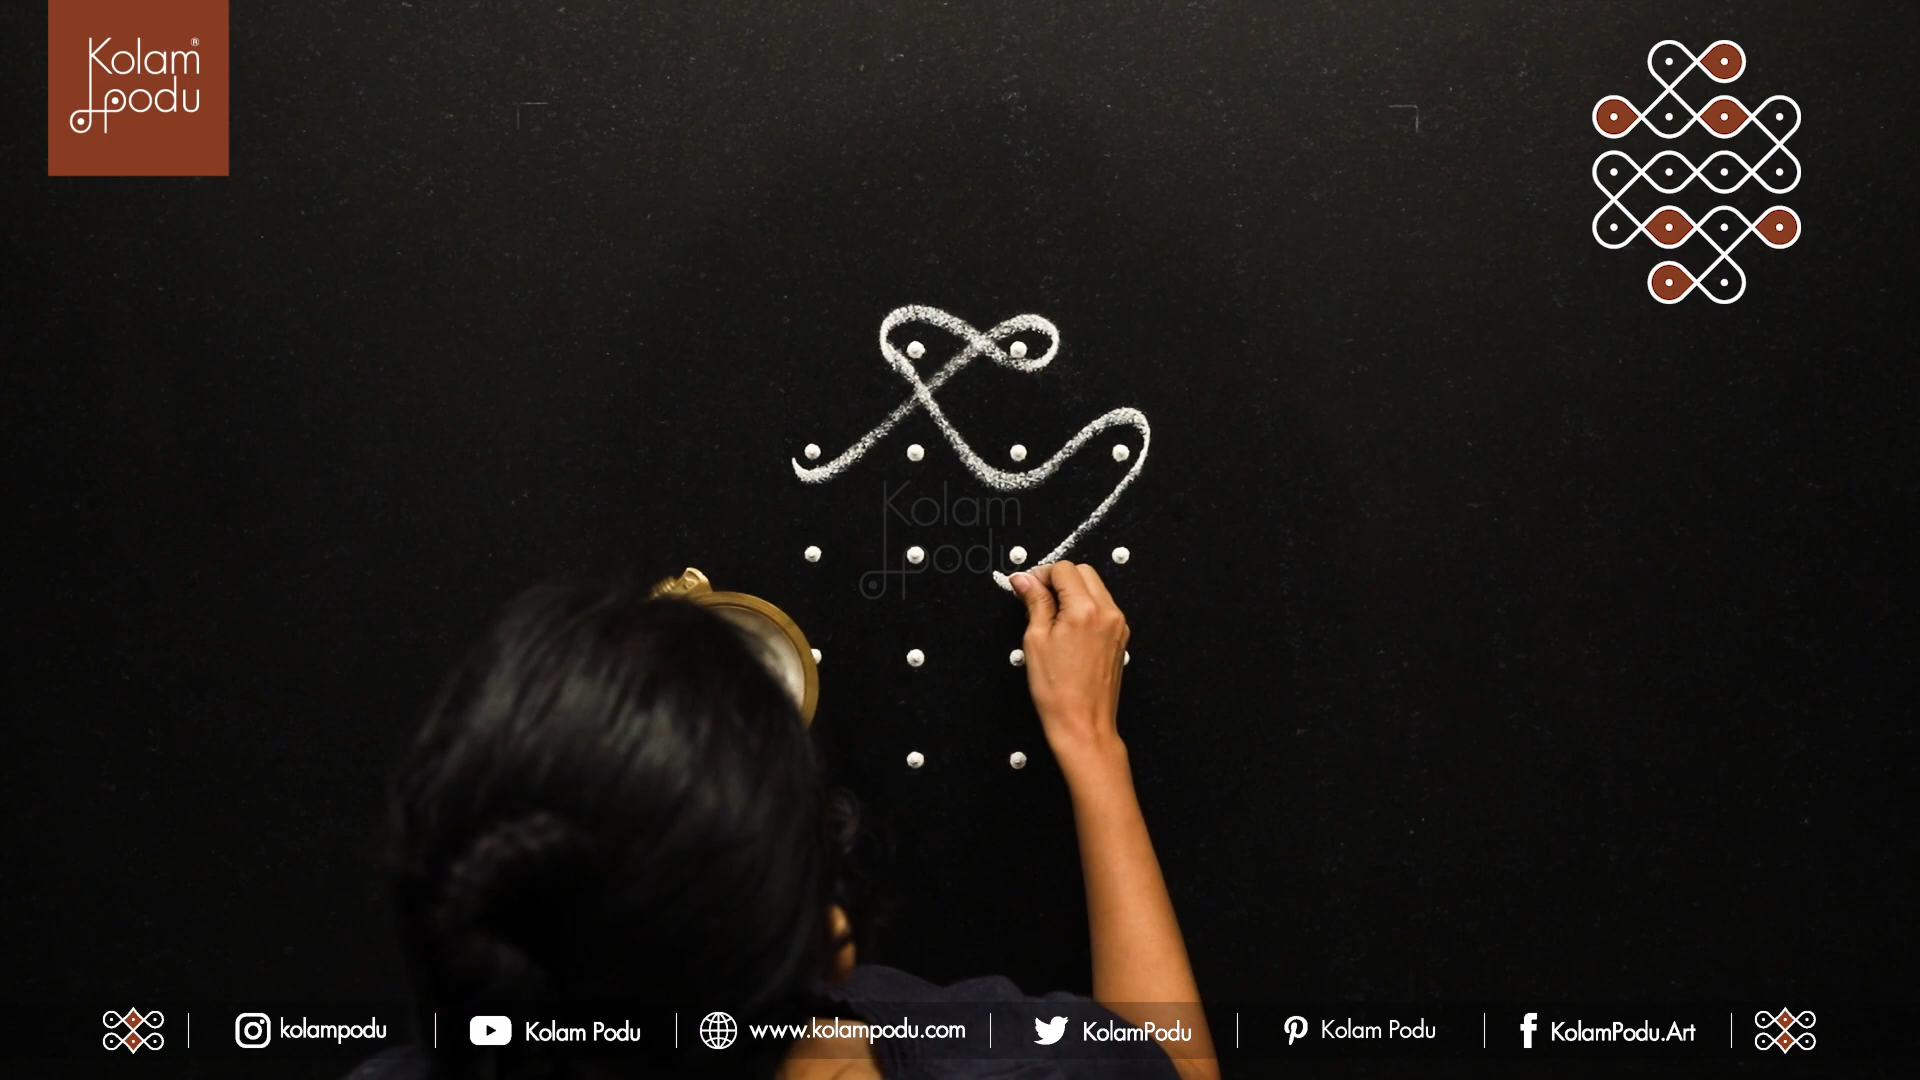 Kolam®
podu
Kolam
podu
kolampodu
Kolam Podu
www.kolampodu.com
KolamPodu
Kolam Podu
KolamPodu.Art